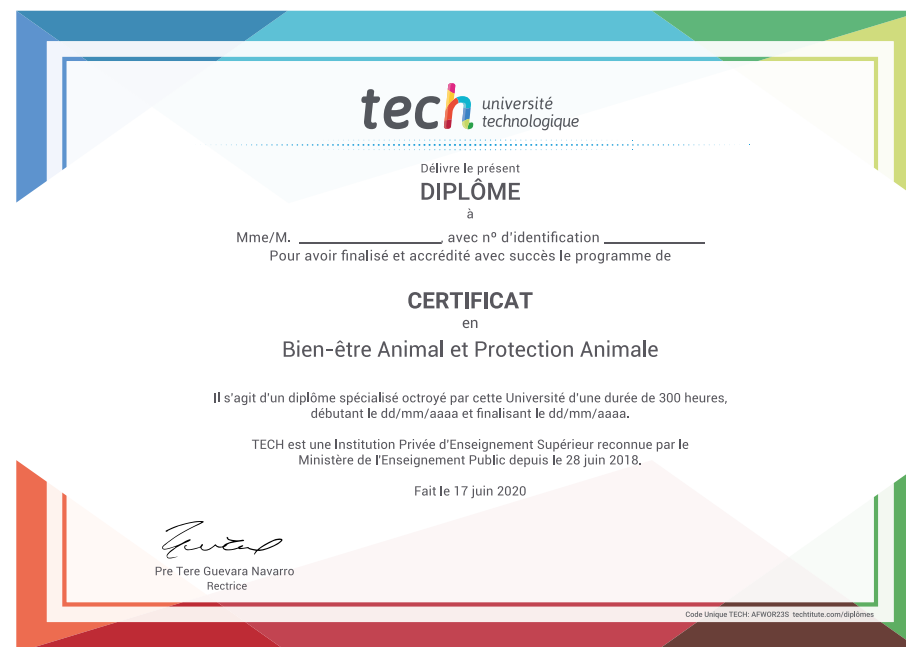 tech université
technologique
Délivre le présent
DIPLÔME
à
Mme/M. ____________, avec nº d'identification ____________
Pour avoir finalisé et accrédité avec succès le programme de
CERTIFICAT
en
Bien-être Animal et Protection Animale
Il s'agit d'un diplôme spécialisé octroyé par cette Université d'une durée de 300 heures,
débutant le dd/mm/aaaa et finalisant le dd/mm/aaaa.
TECH est une Institution Privée d'Enseignement Supérieur reconnue par le
Ministère de l'Enseignement Public depuis le 28 juin 2018.
Fait le 17 juin 2020
Pre Tere Guevara Navarro
Rectrice
Code Unique TECH: AFWOR23S techtitute.com/diplômes